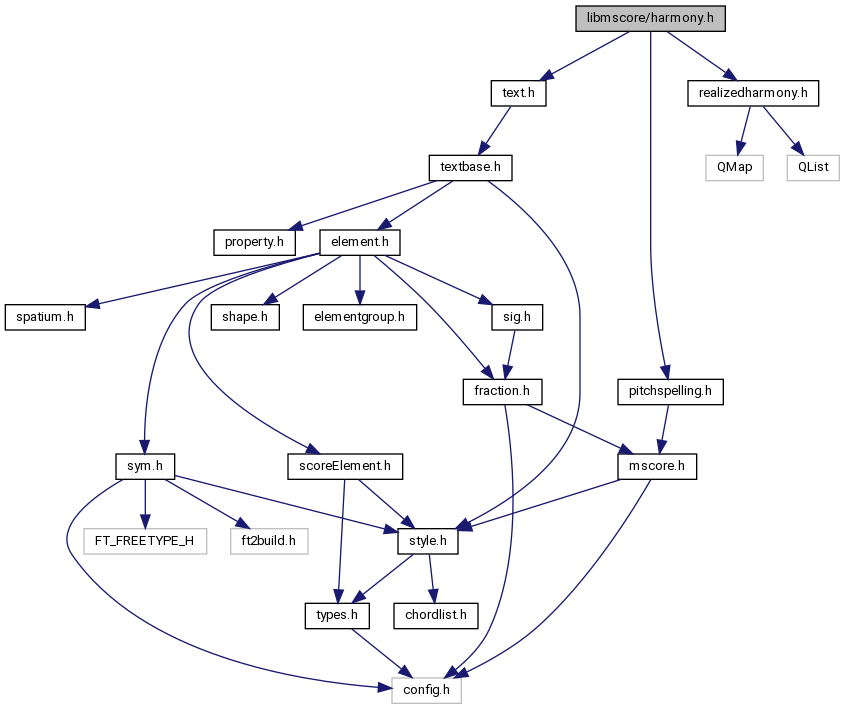 libmscore/harmony.h
text.h
realizedharmony.h
textbase.h
QMap
QList
property.h
element.h
spatium.h
shape.h
elementgroup.h
sig.h
fraction.h
pitchspelling.h
sym.h
scoreElement.h
mscore.h
FT_FREETYPE_H
ft2build.h
style.h
types.h
chordlist.h
config.h